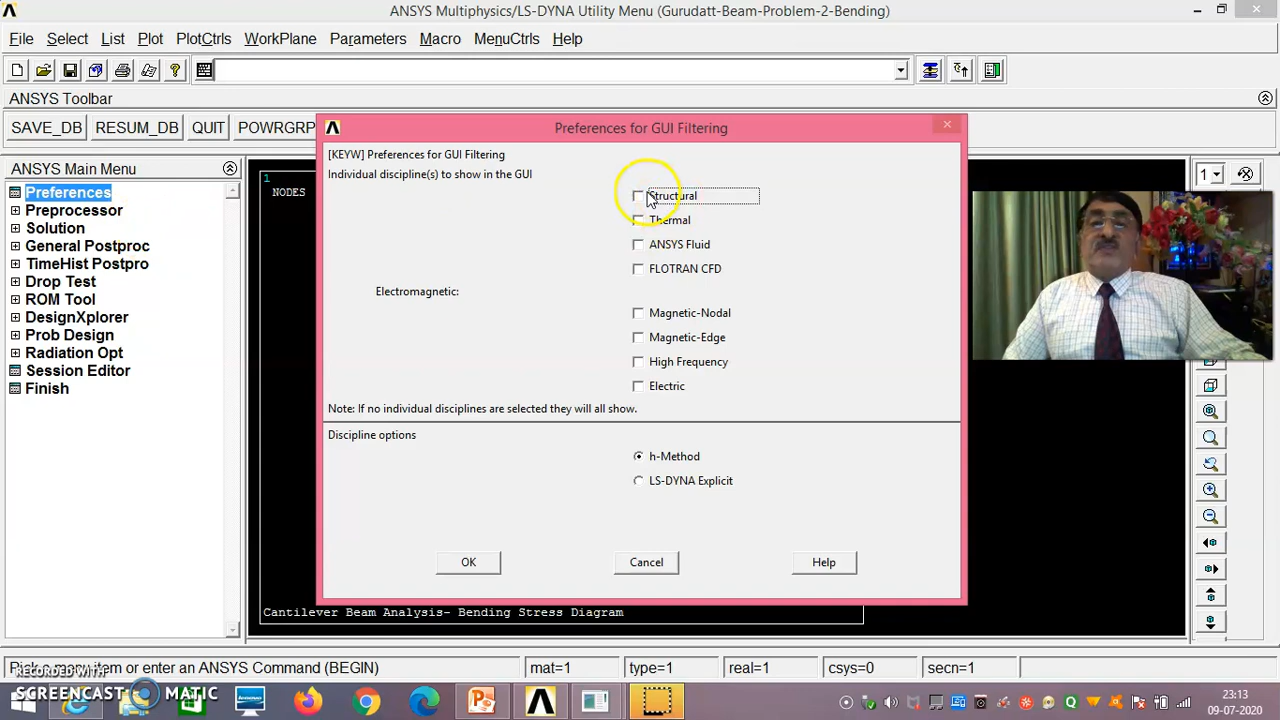 ANSYS Multiphysics/LS-DYNA Utility Menu (Gurudatt-Beam-Problem-2-Bending)
File Select List Plot PlotCtrls WorkPlane Parameters Macro MenuCtrls Help
ANSYS Toolbar
SAVE_DB RESUM_DB QUIT POWRGRP
Preferences for GUI Filtering
ANSYS Main Menu
Preferences
Preprocessor
Solution
General Postproc
TimeHist Postpro
Drop Test
ROM Tool
DesignXplorer
Prob Design
Radiation Opt
Session Editor
Finish
1
NODES
[KEYW] Preferences for GUI Filtering
Individual discipline(s) to show in the GUI
Structural
Thermal
ANSYS Fluid
FLOTRAN CFD
Electromagnetic:
Magnetic-Nodal
Magnetic-Edge
High Frequency
Electric
Note: If no individual disciplines are selected they will all show.
Discipline options
h-Method
LS-DYNA Explicit
OK Cancel Help
1
Cantilever Beam Analysis- Bending Stress Diagram
item or enter an ANSYS Command (BEGIN)
mat=1 type=1 real=1 csys=0 secn=1
RECORDED WITH
SCREENCAST MATIC
23:13
09-07-2020